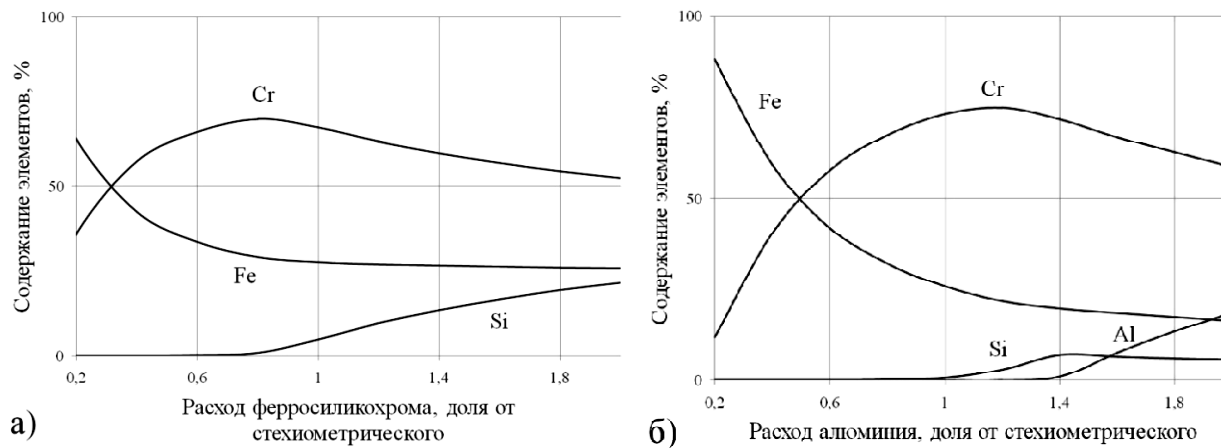 100
Содержание элементов, %
50
0
Cr
Fe
Si
0,2
0,6
1
1,4
1,8
Расход ферросиликохрома, доля от
стехиометрического
а)
100
Содержание элементов, %
50
0
Fe
Cr
Si
Al
0,2
0,6
1
1.4
1.8
Расход алюминия, доля от стехиометрического
б)